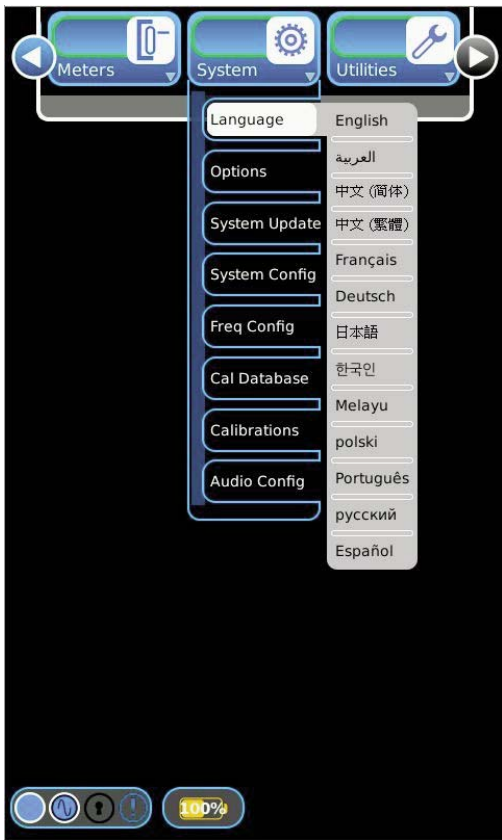 Meters
System
Utilities
Language
Options
System Update
System Config
Freq Config
Cal Database
Calibrations
Audio Config
English
العربية
中文 (简体)
中文 (繁體)
Français
Deutsch
日本語
한국인
Melayu
polski
Português
русский
Español
100%